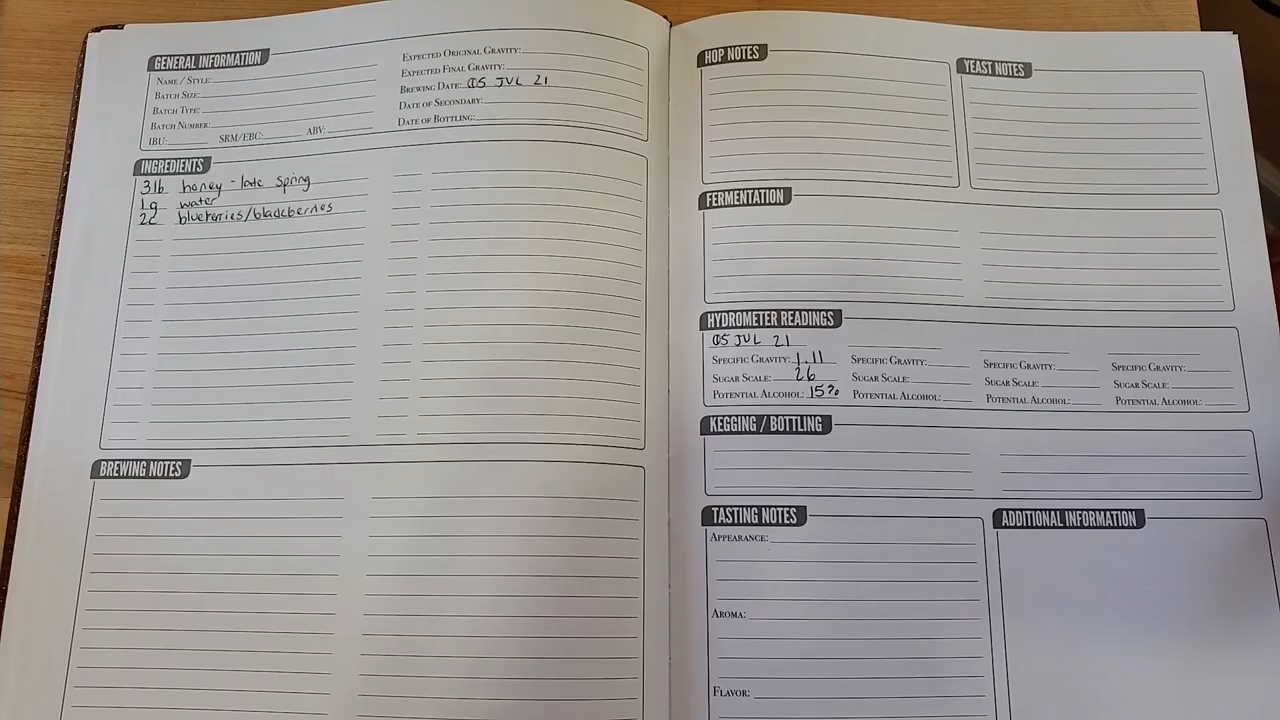 GENERAL INFORMATION
NAME / STYLE:
BATCH SIZE:
BATCH TYPE:
BATCH NUMBER:
IBU: SRM/EBC: ABV:
EXPECTED ORIGINAL GRAVITY:
EXPECTED FINAL GRAVITY:
BREWING DATE: 05 JUL 21
DATE OF SECONDARY:
DATE OF BOTTLING:
INGREDIENTS
3lb honey - late spring
1g water
2c blueberries/blackberries
BREWING NOTES
HOP NOTES
YEAST NOTES
FERMENTATION
HYDROMETER READINGS
05 JUL 21
SPECIFIC GRAVITY: 1.11 SPECIFIC GRAVITY: SPECIFIC GRAVITY: SPECIFIC GRAVITY:
SUGAR SCALE: 26 SUGAR SCALE: SUGAR SCALE: SUGAR SCALE:
POTENTIAL ALCOHOL: 15% POTENTIAL ALCOHOL: POTENTIAL ALCOHOL: POTENTIAL ALCOHOL:
KEGGING / BOTTLING
TASTING NOTES
APPEARANCE:
AROMA:
FLAVOR:
ADDITIONAL INFORMATION